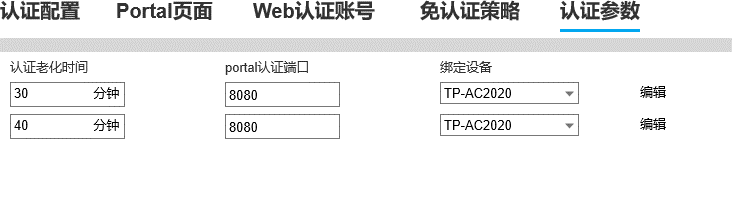 认证配置 Portal页面 Web认证账号 免认证策略 认证参数
认证老化时间 portal认证端口 绑定设备
30 分钟 8080 TP-AC2020 编辑
40 分钟 8080 TP-AC2020 编辑